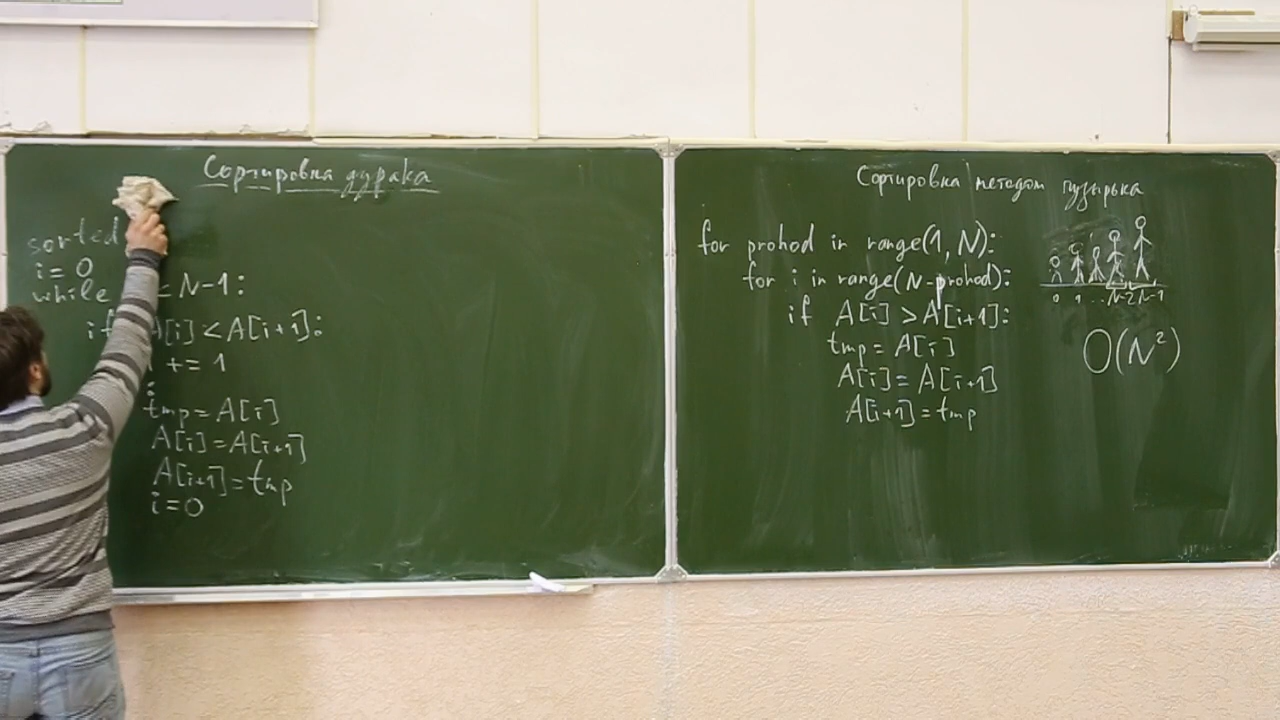 Сортировка дурака
sorted
i = 0
while < N-1:
if A[i] < A[i+1]:
+= 1
tmp = A[i]
A[i] = A[i+1]
A[i+1] = tmp
i = 0
Сортировка методом пузырька
for prohod in range(1, N):
for i in range(N-prohod):
if A[i] > A[i+1]:
tmp = A[i]
A[i] = A[i+1]
A[i+1] = tmp
0 1 ... N-2 N-1
O(N²)